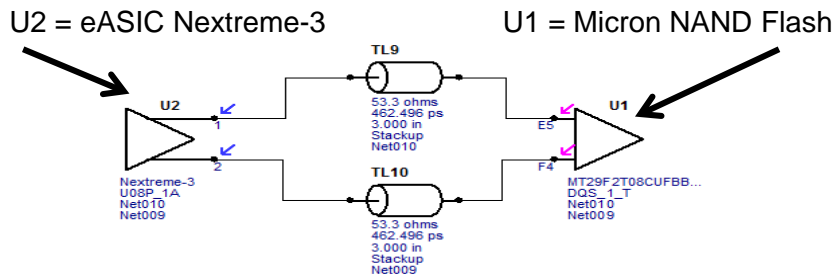 U2 = eASIC Nextreme-3
U1 = Micron NAND Flash
TL9
U2
1
2
Nextreme-3
U08P_1A
Net010
Net009
53.3 ohms
462.496 ps
3.000 in
Stackup
Net010
TL10
53.3 ohms
462.496 ps
3.000 in
Stackup
Net009
U1
E5
F4
MT29F2T08CUFBB...
DQS_1_T
Net010
Net009